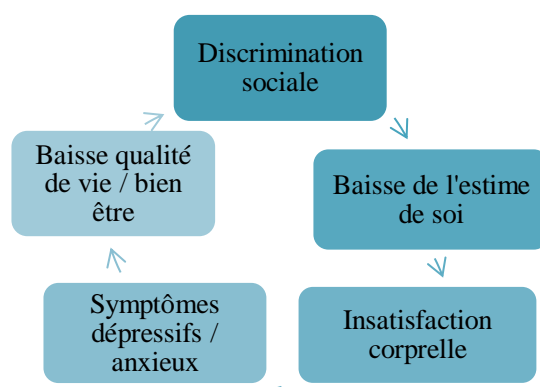 Discrimination
sociale
Baisse de l'estime
de soi
Insatisfaction
corprelle
Symptômes
dépressifs /
anxieux
Baisse qualité
de vie / bien
être